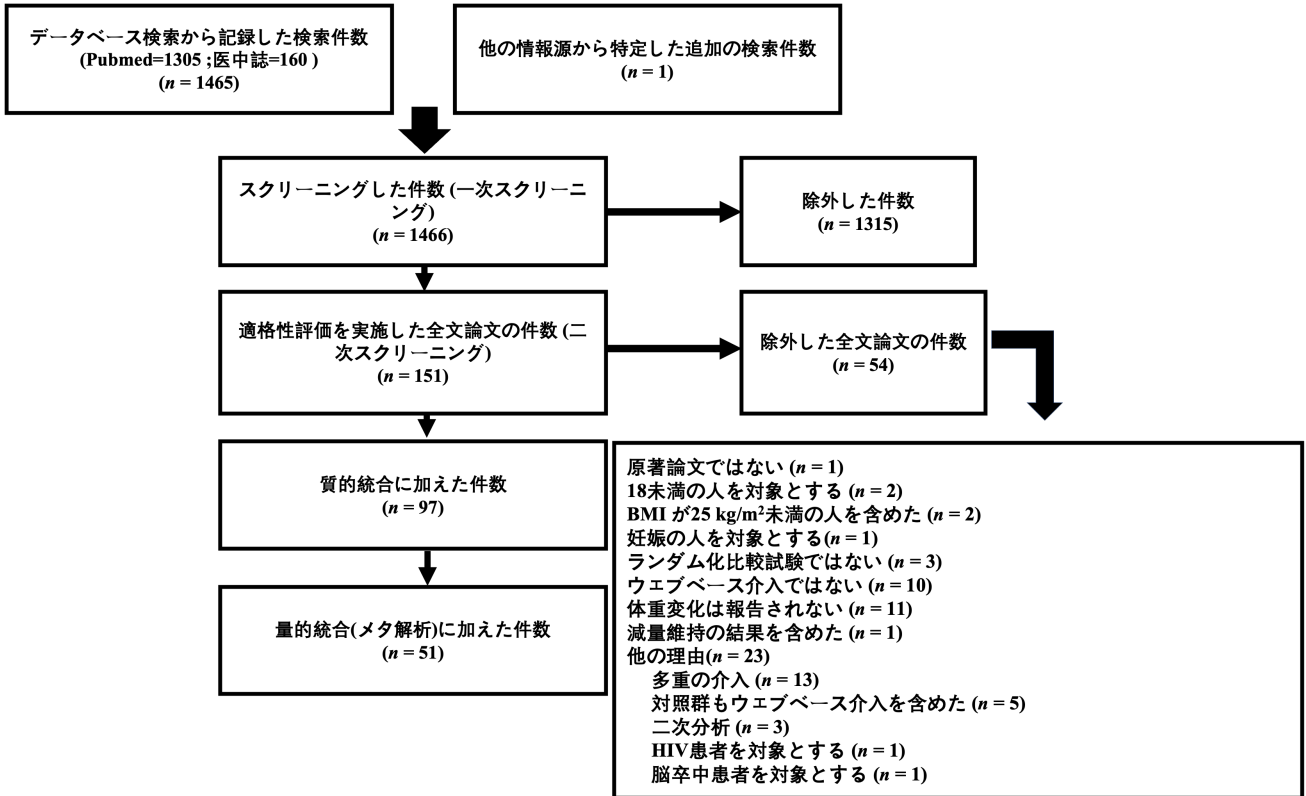 データベース検索から記録した検索件数
(Pubmed=1305 ;医中誌=160 )
(n = 1465)
他の情報源から特定した追加の検索件数
(n = 1)
スクリーニングした件数 (一次スクリーニ
ング)
(n = 1466)
除外した件数
(n = 1315)
適格性評価を実施した全文論文の件数 (二
次スクリーニング)
(n = 151)
除外した全文論文の件数
(n = 54)
質的統合に加えた件数
(n = 97)
量的統合(メタ解析)に加えた件数
(n = 51)
原著論文ではない (n = 1)
18未満の人を対象とする (n = 2)
BMI が25 kg/m²未満の人を含めた (n = 2)
妊娠の人を対象とする(n = 1)
ランダム化比較試験ではない (n = 3)
ウェブベース介入ではない (n = 10)
体重変化は報告されない (n = 11)
減量維持の結果を含めた (n = 1)
他の理由(n = 23)
多重の介入 (n = 13)
対照群もウェブベース介入を含めた (n = 5)
二次分析 (n = 3)
HIV患者を対象とする (n = 1)
脳卒中患者を対象とする (n = 1)